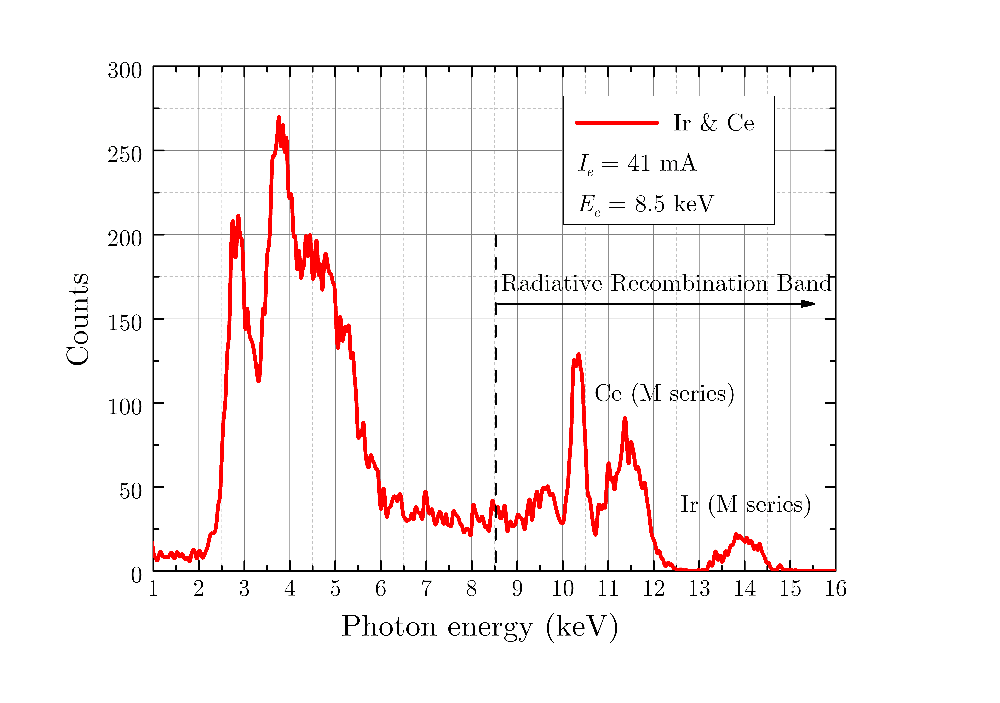 300
250
200
150
100
50
0
Counts
Ir & Ce
I_e = 41 mA
E_e = 8.5 keV
Radiative Recombination Band
Ce (M series)
Ir (M series)
1 2 3 4 5 6 7 8 9 10 11 12 13 14 15 16
Photon energy (keV)